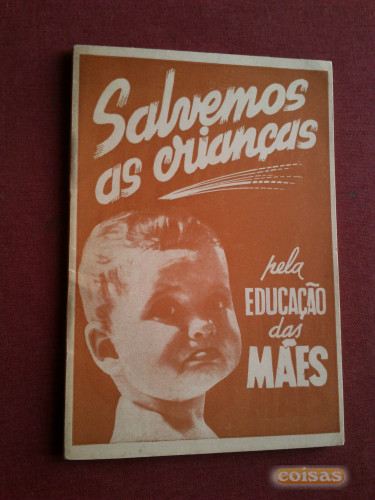 Salvemos
as crianças
pela
EDUCAÇÃO
das
MÃES
coisas